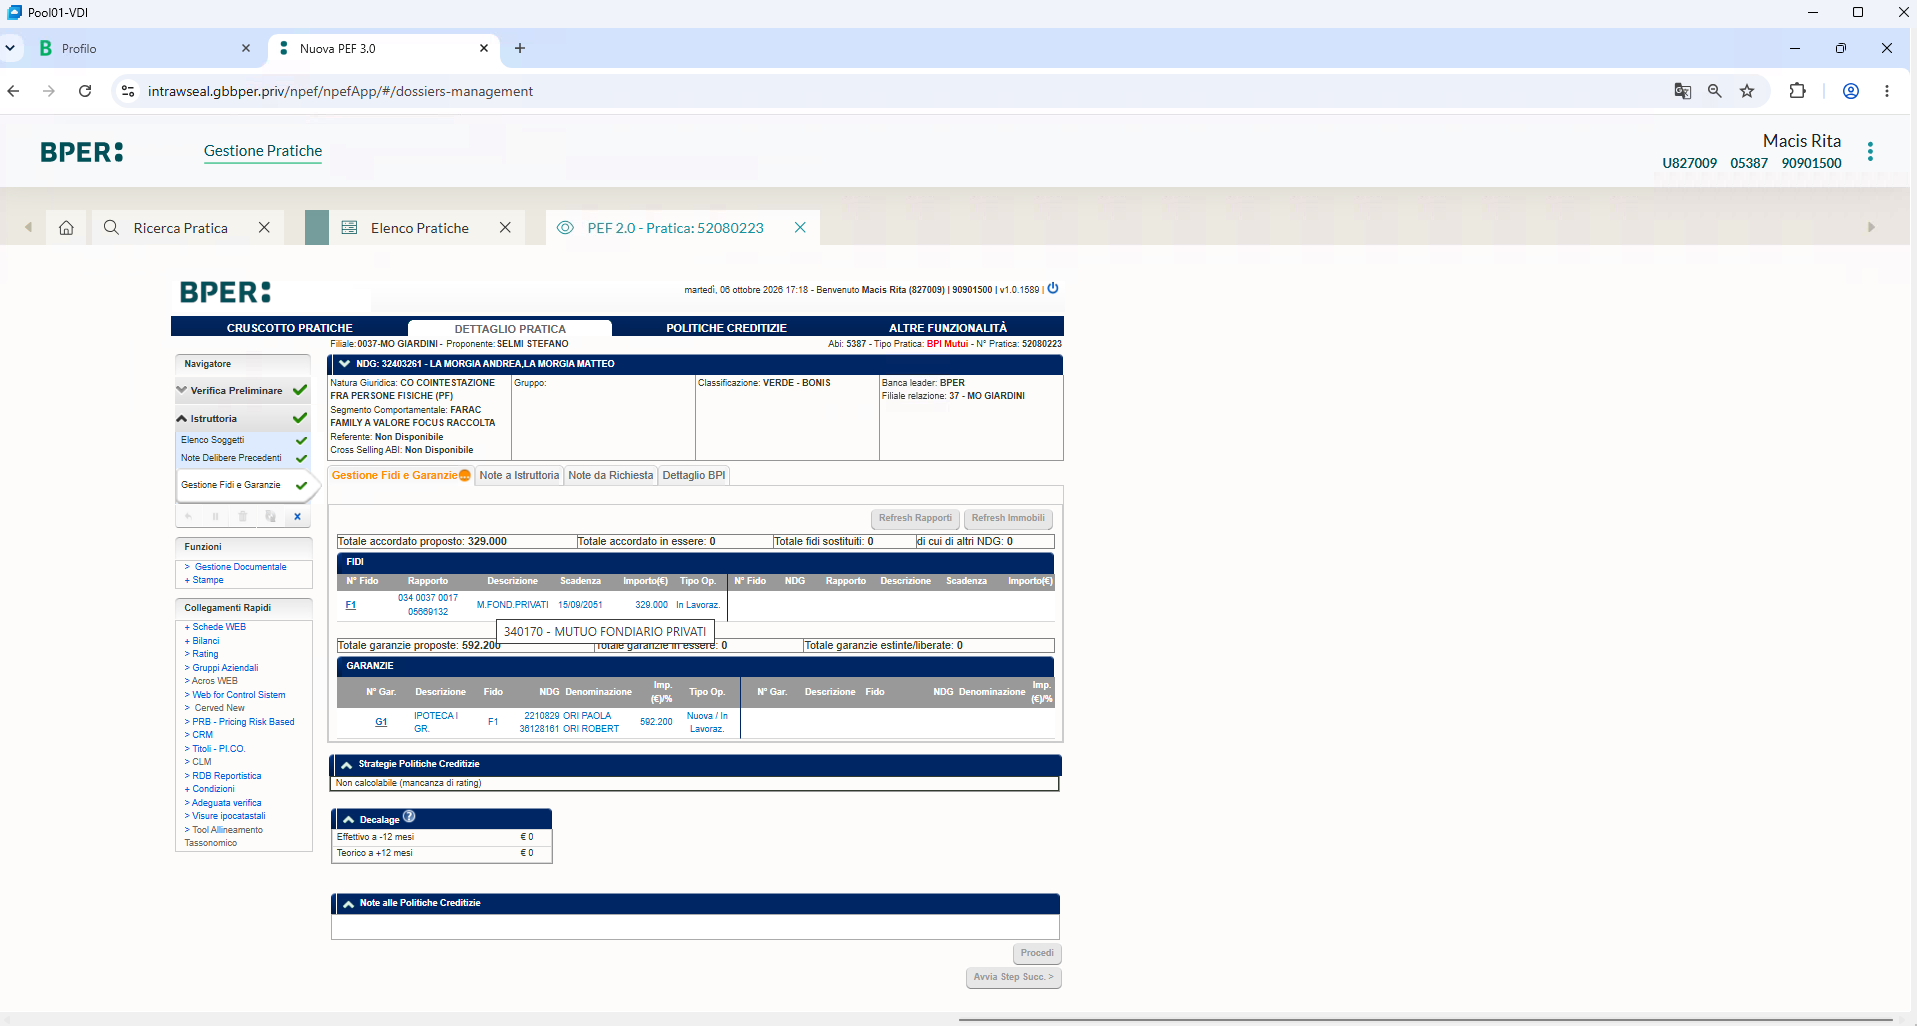 Pool01-VDI
Profilo
Nuova PEF 3.0
intrawseal.gbbper.priv/npef/npefApp/#/dossiers-management
BPER:
Gestione Pratiche
Macis Rita
U827009 05387 90901500
Ricerca Pratica
Elenco Pratiche
PEF 2.0 - Pratica: 52080223
BPER:
martedì, 06 ottobre 2026 17:18 - Benvenuto Macis Rita (827009) | 90901500 | v1.0.1589 |
CRUSCOTTO PRATICHE DETTAGLIO PRATICA POLITICHE CREDITIZIE ALTRE FUNZIONALITÀ
Filiale: 0037-MO GIARDINI - Proponente: SELMI STEFANO
Abi: 5387 - Tipo Pratica: BPI Mutui - N° Pratica: 52080223
Navigatore
Verifica Preliminare
Istruttoria
Elenco Soggetti
Note Delibere Precedenti
Gestione Fidi e Garanzie
Funzioni
> Gestione Documentale
+ Stampe
Collegamenti Rapidi
+ Schede WEB
+ Bilanci
> Rating
> Gruppi Aziendali
> Acros WEB
> Web for Control Sistem
> Cerved New
> PRB - Pricing Risk Based
> CRM
> Titoli - PI.CO.
> CLM
> RDB Reportistica
+ Condizioni
> Adeguata verifica
> Visure ipocatastali
> Tool Allineamento
Tassonomico
NDG: 32403261 - LA MORGIA ANDREA,LA MORGIA MATTEO
Natura Giuridica: CO COINTESTAZIONE
FRA PERSONE FISICHE (PF)
Segmento Comportamentale: FARAC
FAMILY A VALORE FOCUS RACCOLTA
Referente: Non Disponibile
Cross Selling ABI: Non Disponibile
Gruppo:
Classificazione: VERDE - BONIS
Banca leader: BPER
Filiale relazione: 37 - MO GIARDINI
Gestione Fidi e Garanzie
Note a Istruttoria
Note da Richiesta
Dettaglio BPI
Refresh Rapporti
Refresh Immobili
Totale accordato proposto: 329.000 Totale accordato in essere: 0 Totale fidi sostituiti: 0 di cui di altri NDG: 0
FIDI
N° Fido Rapporto Descrizione Scadenza Importo(€) Tipo Op. N° Fido NDG Rapporto Descrizione Scadenza Importo(€)
F1 034 0037 0017 05669132 M.FOND.PRIVATI 15/09/2051 329.000 In Lavoraz.
340170 - MUTUO FONDIARIO PRIVATI
Totale garanzie proposte: 592.200 Totale garanzie in essere: 0 Totale garanzie estinte/liberate: 0
GARANZIE
N° Gar. Descrizione Fido NDG Denominazione Imp. (€)/% Tipo Op. N° Gar. Descrizione Fido NDG Denominazione Imp. (€)/%
G1 IPOTECA I GR. F1 2210829 ORI PAOLA 36128161 ORI ROBERT 592.200 Nuova / In Lavoraz.
Strategie Politiche Creditizie
Non calcolabile (mancanza di rating)
Decalage
Effettivo a -12 mesi € 0
Teorico a +12 mesi € 0
Note alle Politiche Creditizie
Procedi
Avvia Step Succ. >